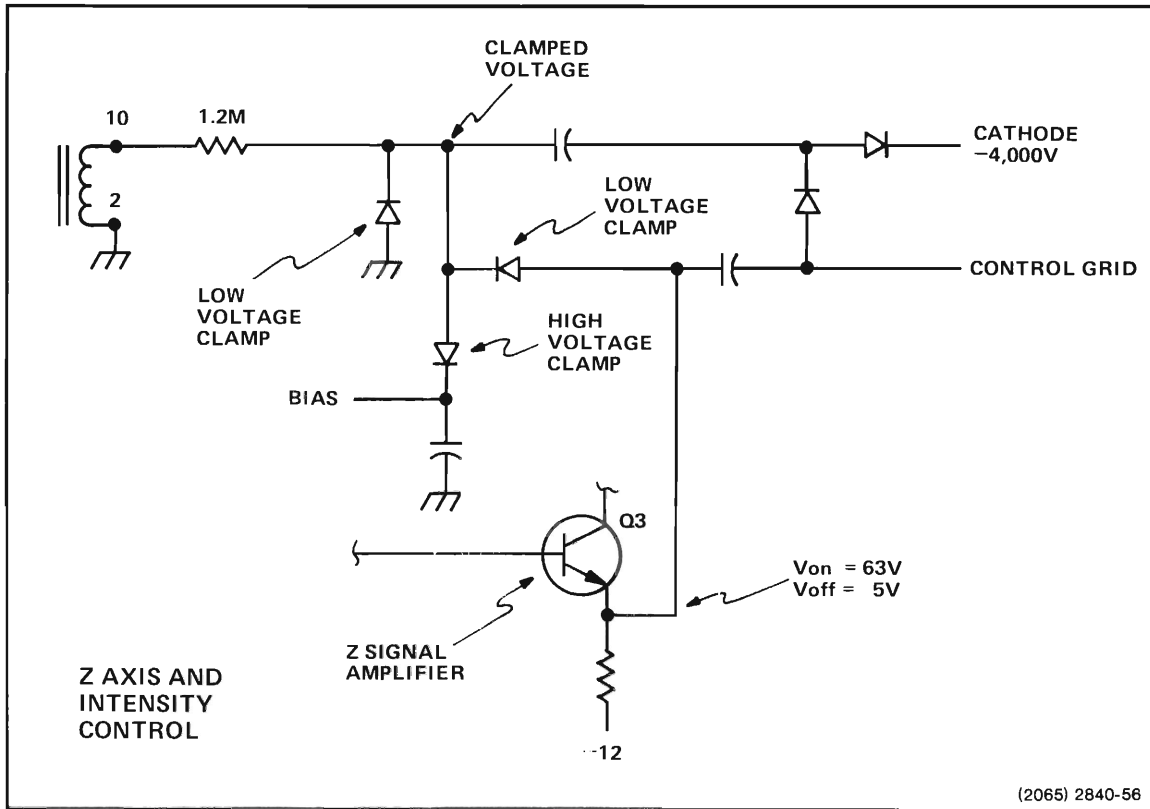 CLAMPED
VOLTAGE
10
1.2M
2
CATHODE
−4,000V
LOW
VOLTAGE
CLAMP
CONTROL GRID
LOW
VOLTAGE
CLAMP
HIGH
VOLTAGE
CLAMP
BIAS
Q3
Von = 63V
Voff = 5V
Z SIGNAL
AMPLIFIER
Z AXIS AND
INTENSITY
CONTROL
−12
(2065) 2840-56